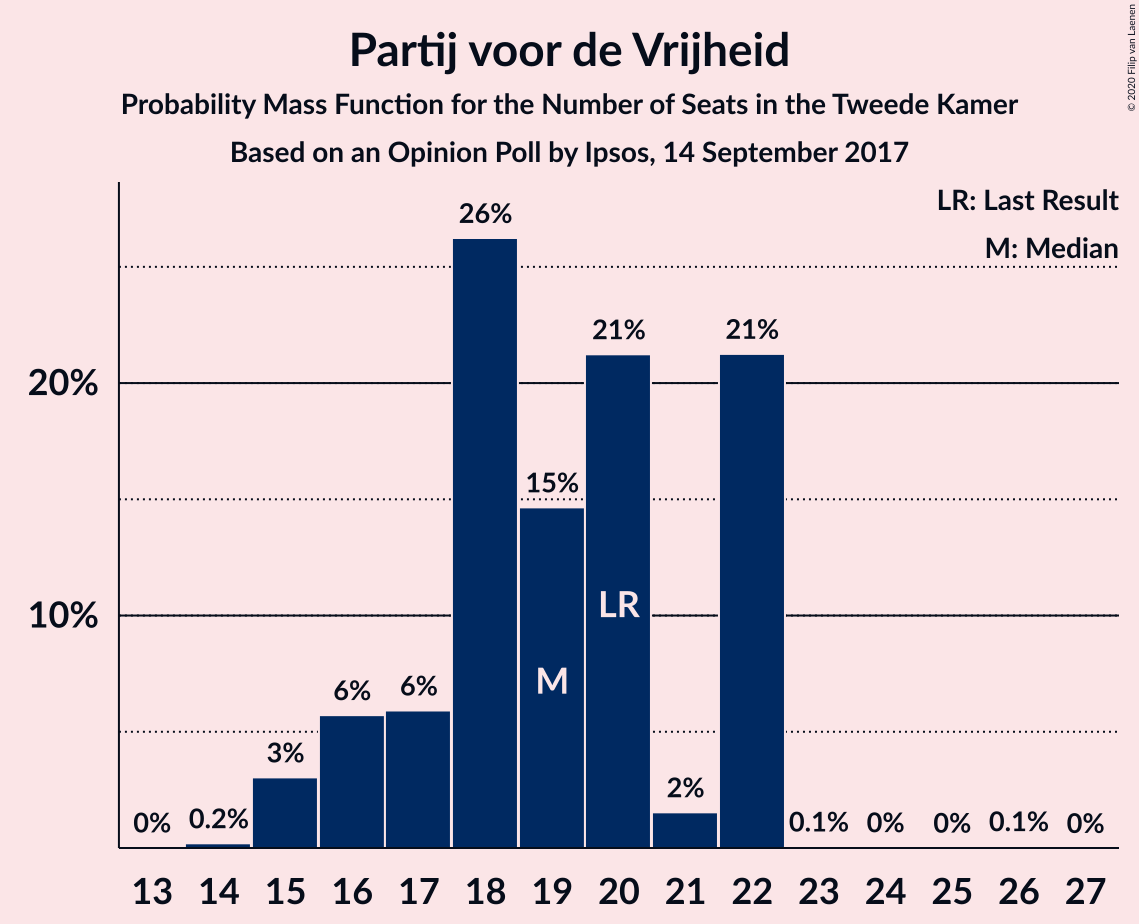 Partij voor de Vrijheid
Probability Mass Function for the Number of Seats in the Tweede Kamer
Based on an Opinion Poll by Ipsos, 14 September 2017
© 2020 Filip van Laenen
LR: Last Result
M: Median
20%
10%
0%
0.2%
3%
6%
6%
26%
15%
21%
2%
21%
0.1%
0%
0%
0.1%
0%
M
LR
13 14 15 16 17 18 19 20 21 22 23 24 25 26 27